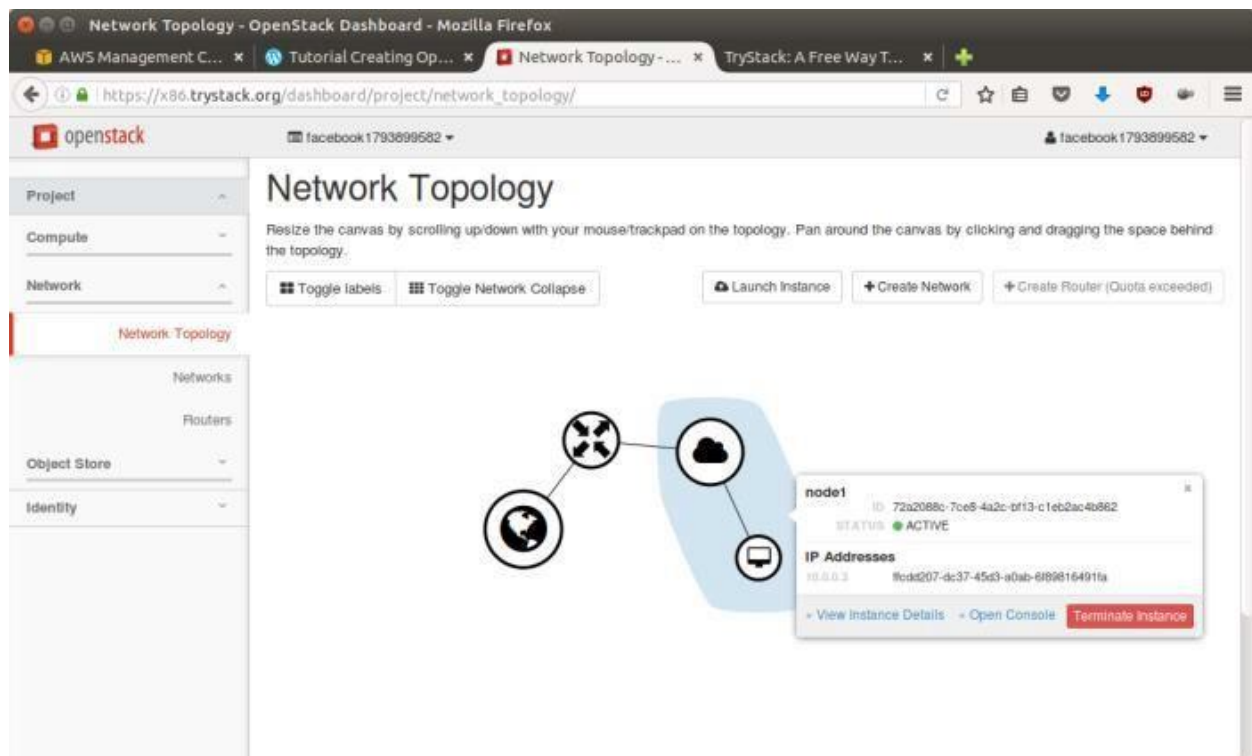 Network Topology - OpenStack Dashboard - Mozilla Firefox
AWS Management C... × Tutorial Creating Op... × Network Topology - ... × TryStack: A Free Way T... ×
https://x86.trystack.org/dashboard/project/network_topology/
openstack facebook1793899582 facebook1793899582
Project
Compute
Network
Network Topology
Networks
Routers
Object Store
Identity
Network Topology
Resize the canvas by scrolling up/down with your mouse/trackpad on the topology. Pan around the canvas by clicking and dragging the space behind
the topology.
Toggle labels Toggle Network Collapse Launch Instance + Create Network + Create Router (Quota exceeded)
node1 ×
ID 72a2088c-7ce8-4a2c-bf13-c1eb2ac4b862
STATUS ACTIVE
IP Addresses
10.0.0.3 ffcdd207-dc37-45d3-a0ab-6f89816491fa
» View Instance Details » Open Console Terminate Instance